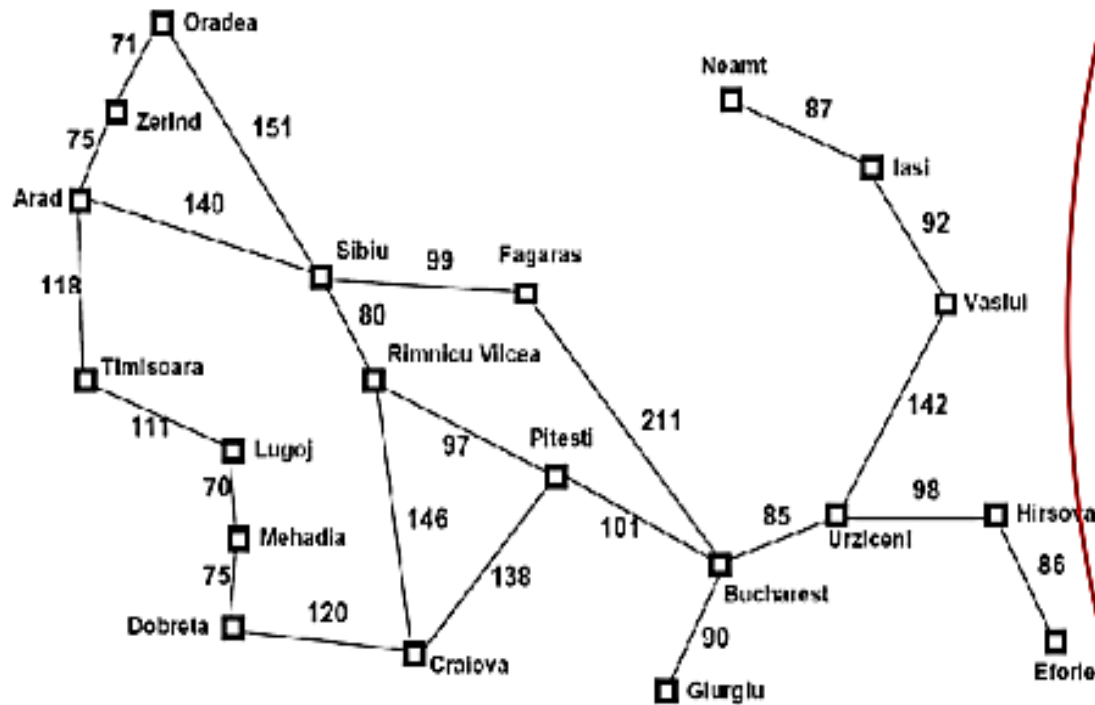 Oradea
71
Neamt
87
Zerind
75
151
Iasi
Arad
140
92
Sibiu
99
Fagaras
118
80
Vaslui
Rimnicu Vilcea
Timisoara
142
111
211
Lugoj
97
Pitesti
70
98
146
101
85
Hirsova
Urziceni
Mehadia
138
86
75
Bucharest
120
Dobreta
90
Craiova
Eforie
Giurgiu